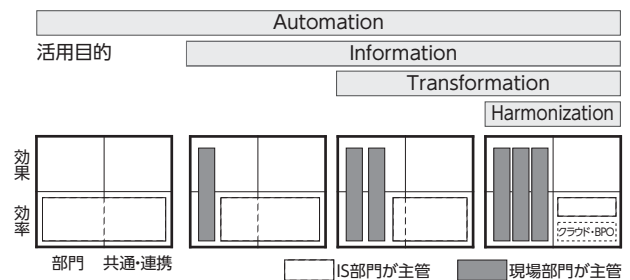 Automation
活用目的
Information
Transformation
Harmonization
効果
効率
クラウド・BPO
部門 共通・連携
IS部門が主管 現場部門が主管